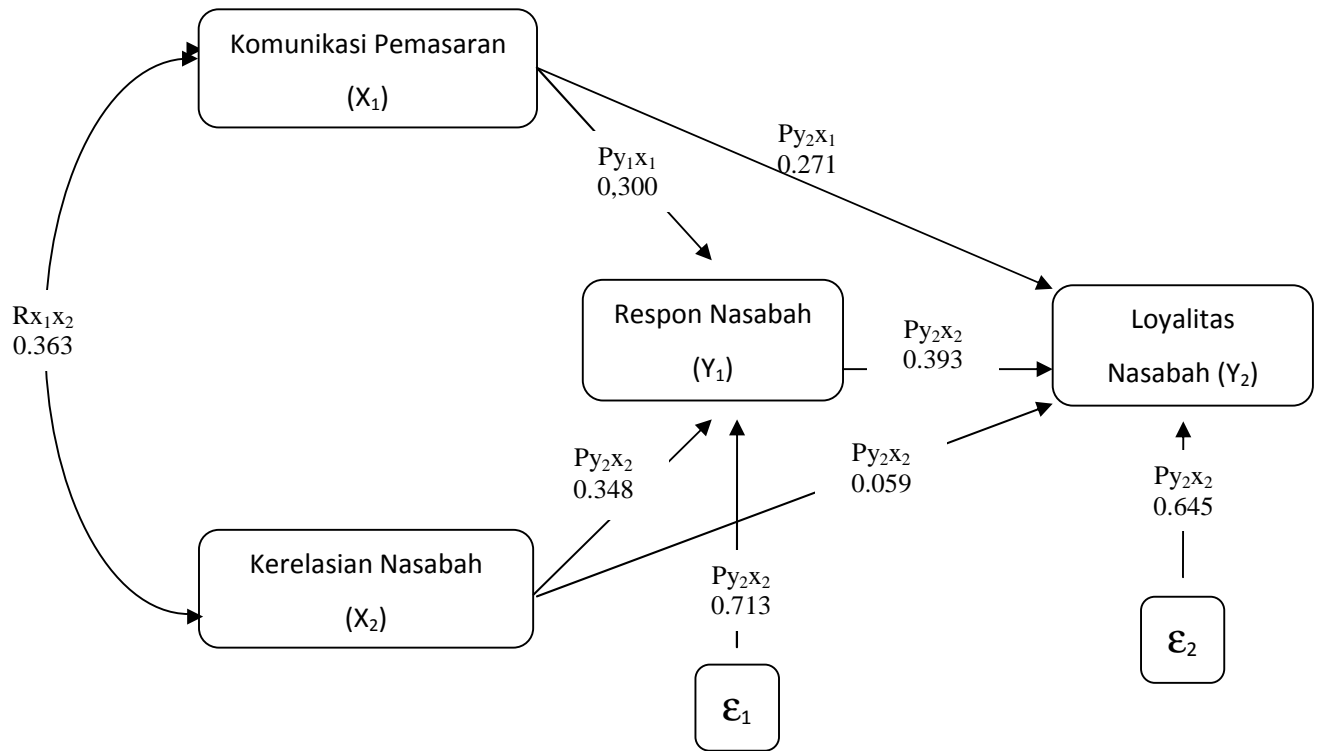 Komunikasi Pemasaran
(X₁)
Py₂x₁
0.271
Py₁x₁
0,300
Rx₁x₂
0.363
Respon Nasabah
(Y₁)
Py₂x₂
0.393
Loyalitas
Nasabah (Y₂)
Py₂x₂
0.348
Py₂x₂
0.059
Py₂x₂
0.645
Kerelasian Nasabah
(X₂)
Py₂x₂
0.713
ε₂
ε₁